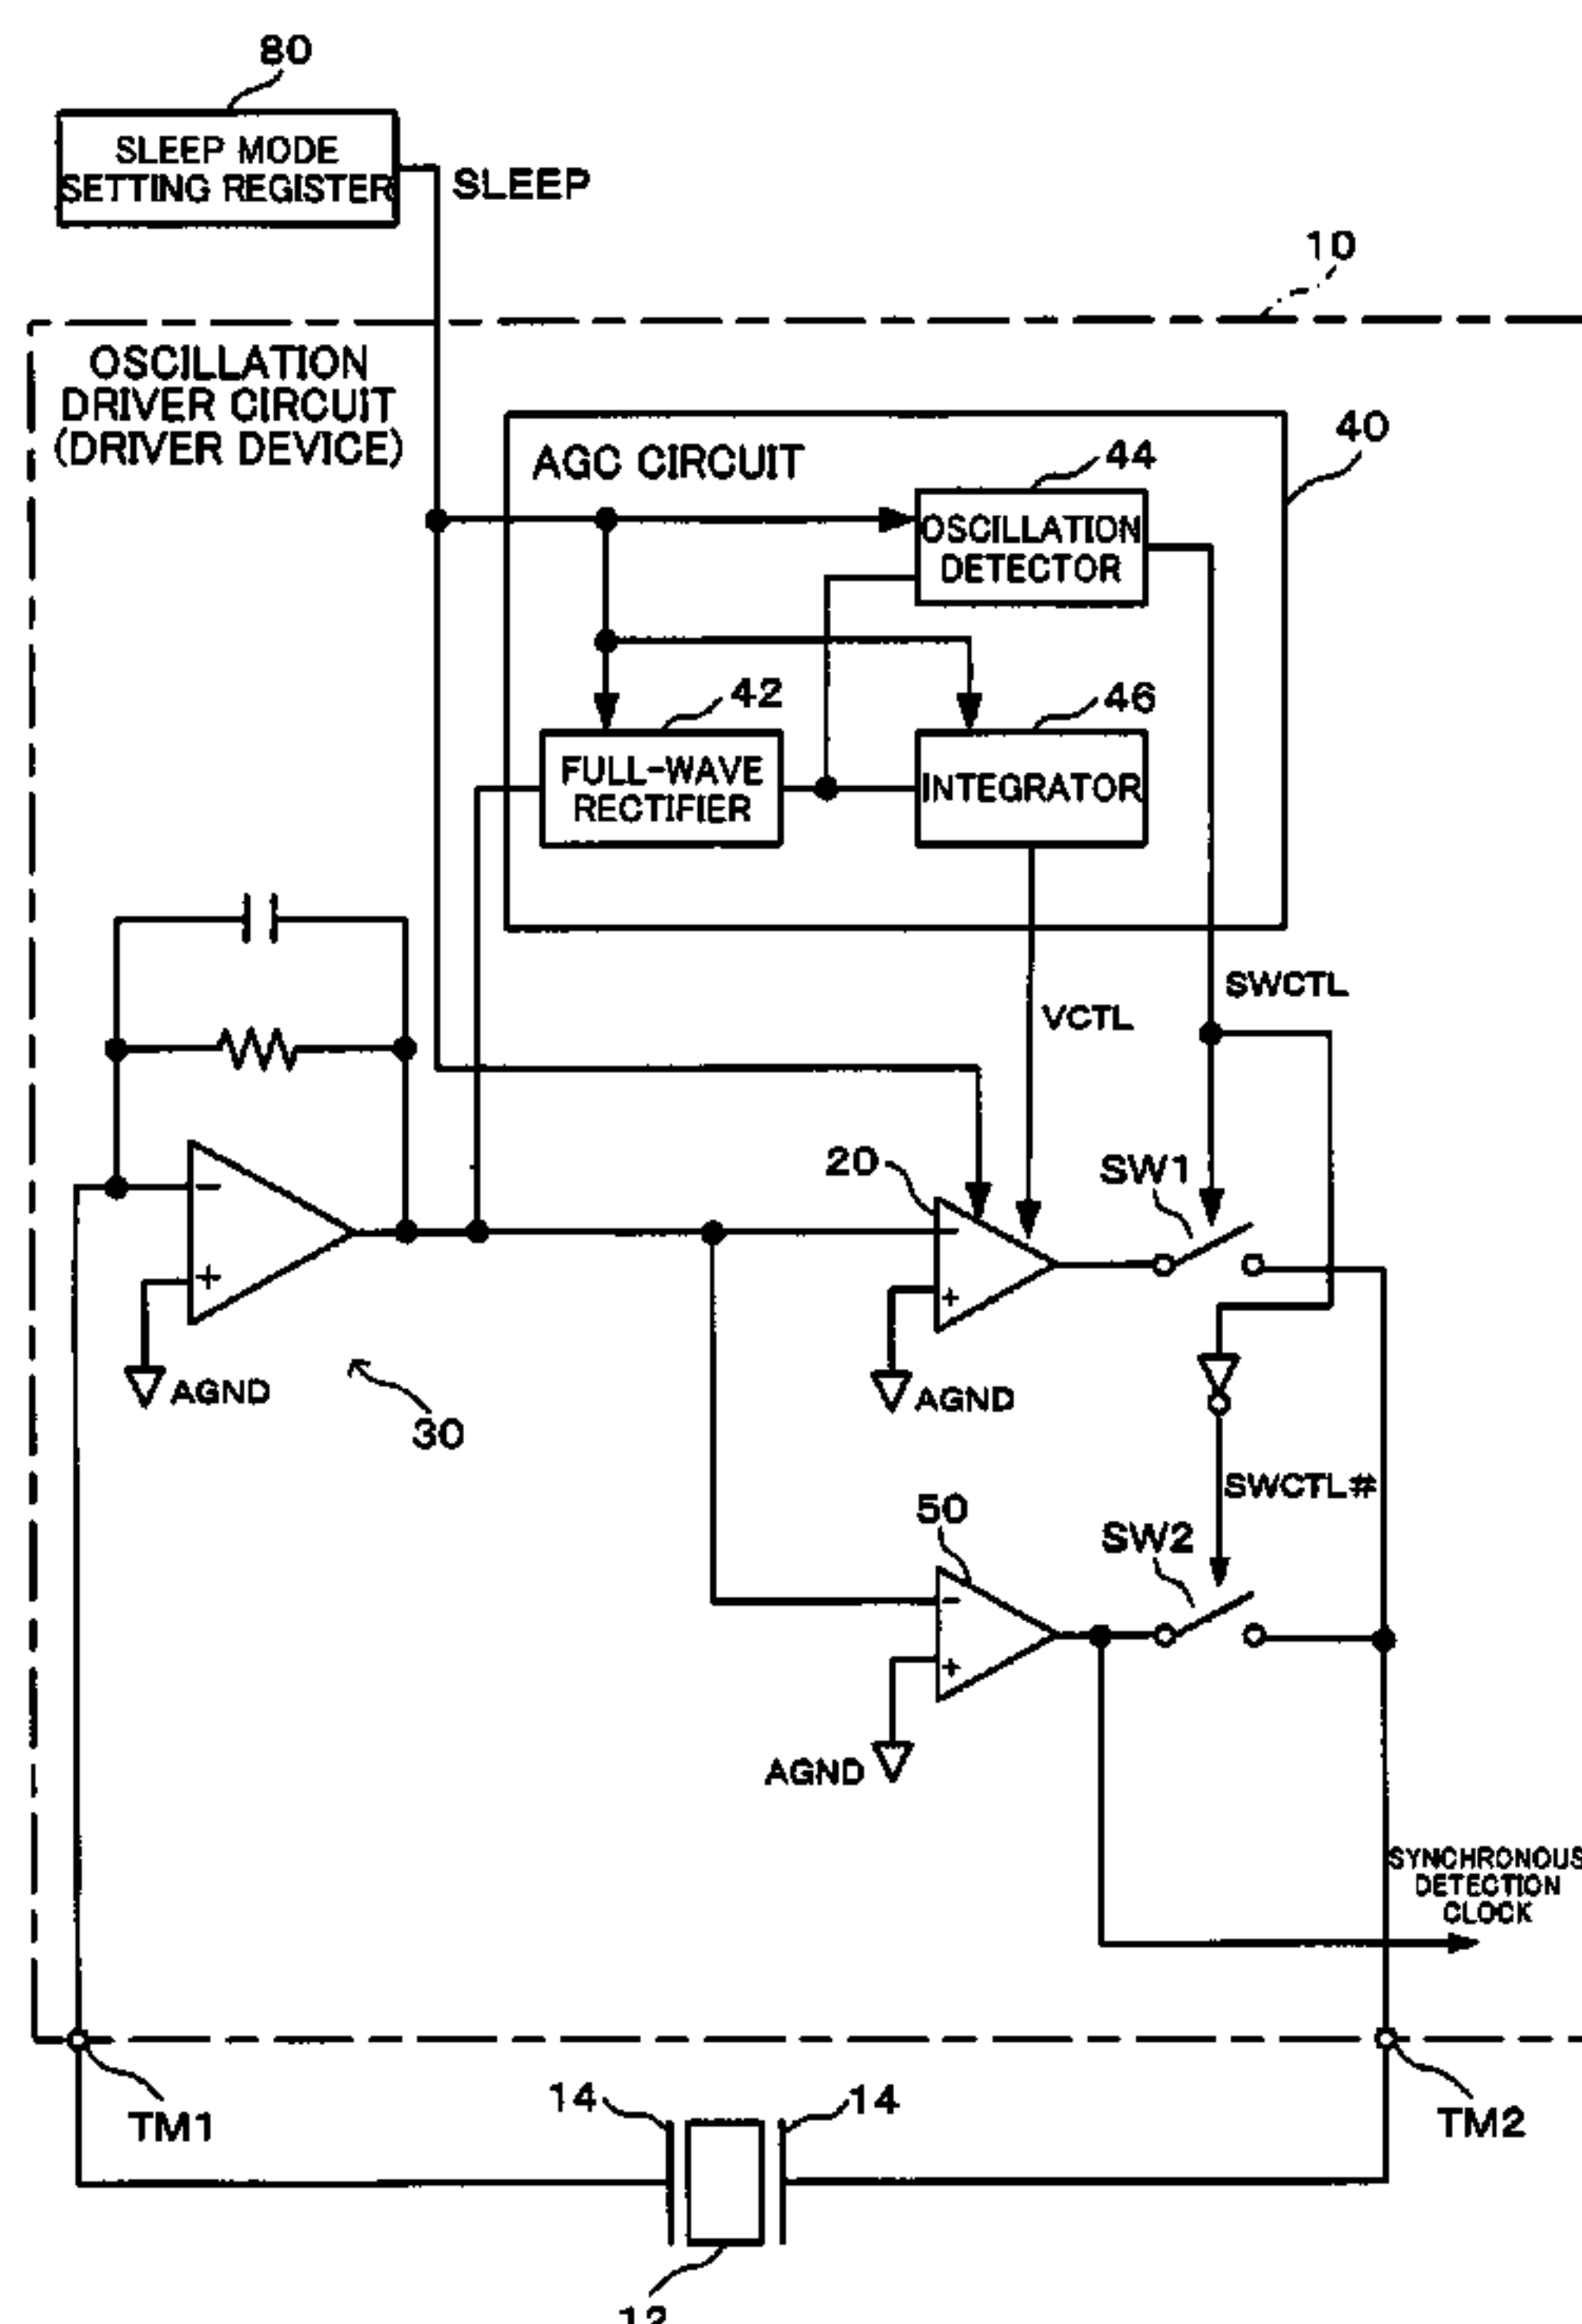 80
SLEEP MODE
SETTING REGISTER
SLEEP
10
OSCILLATION
DRIVER CIRCUIT
(DRIVER DEVICE)
AGC CIRCUIT
40
44
OSCILLATION
DETECTOR
42
46
FULL-WAVE
RECTIFIER
INTEGRATOR
SWCTL
VCTL
20
SW1
−
+
−
+
AGND
AGND
30
SWCTL#
50
SW2
−
+
AGND
SYNCHRONOUS
DETECTION
CLOCK
14
14
TM1
TM2
12